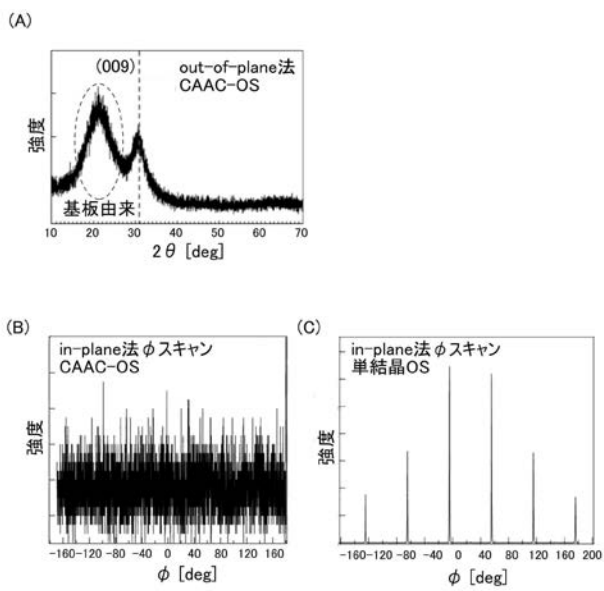 (A)
(009)
out-of-plane法
CAAC-OS
強度
基板由来
10 20 30 40 50 60 70
2θ [deg]
(B)
in-plane法 φスキャン
CAAC-OS
強度
-160 -120 -80 -40 0 40 80 120 160
φ [deg]
(C)
in-plane法 φスキャン
単結晶OS
強度
-160 -120 -80 -40 0 40 80 120 160 200
φ [deg]